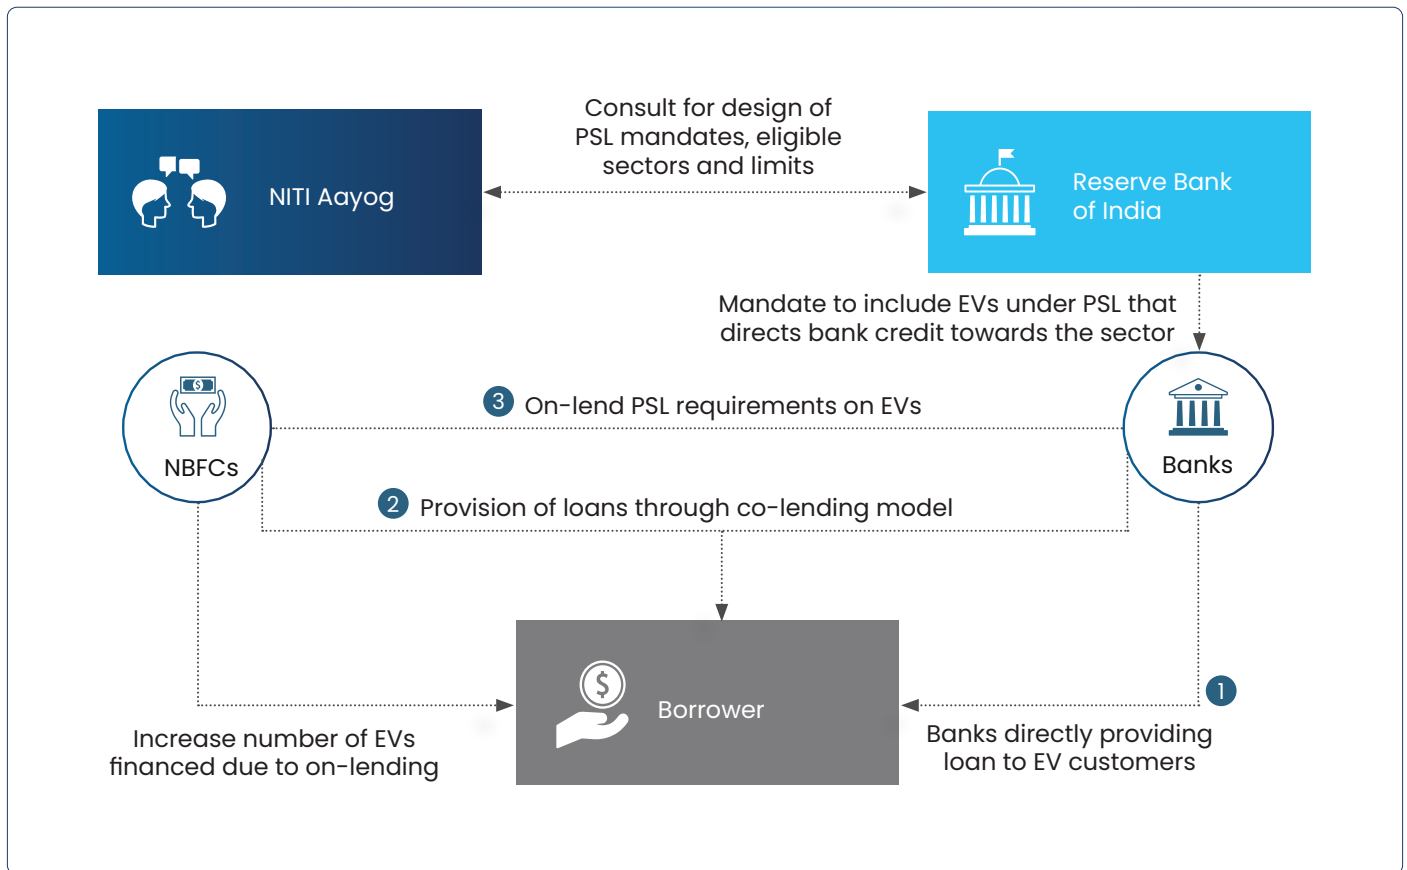 Consult for design of
PSL mandates, eligible
sectors and limits
NITI Aayog
Reserve Bank
of India
Mandate to include EVs under PSL that
directs bank credit towards the sector
NBFCs
3 On-lend PSL requirements on EVs
Banks
2 Provision of loans through co-lending model
Borrower
1
Increase number of EVs
financed due to on-lending
Banks directly providing
loan to EV customers